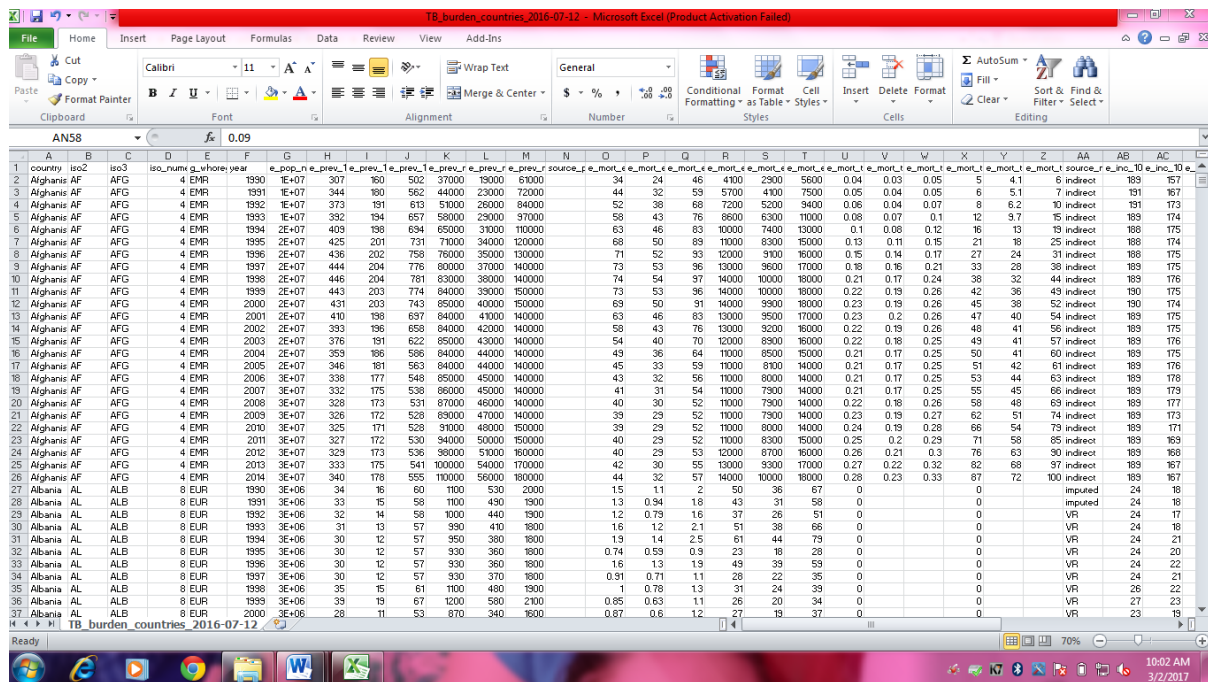 TB_burden_countries_2016-07-12 - Microsoft Excel (Product Activation Failed)
File Home Insert Page Layout Formulas Data Review View Add-Ins
Cut Calibri 11 Wrap Text General AutoSum
Copy Fill
Paste Format Painter Merge & Center Conditional Format Cell Insert Delete Format Clear Sort & Find &
Formatting as Table Styles Filter Select
Clipboard Font Alignment Number Styles Cells Editing
AN58 fx 0.09
A B C D E F G H I J K L M N O P Q R S T U V W X Y Z AA AB AC
1 country iso2 iso3 iso_nume g_whoreg year e_pop_n e_prev_1 e_prev_1 e_prev_1 e_prev_r e_prev_r e_prev_r source_p e_mort_e e_mort_e e_mort_e e_mort_e e_mort_e e_mort_e e_mort_e e_mort_e e_mort_e e_mort_e e_mort_e e_mort_e source_r e_inc_10 e_inc_10
2 Afghanis AF AFG 4 EMR 1990 1E+07 307 160 502 37000 19000 61000 34 24 46 4100 2900 5600 0.04 0.03 0.05 5 4.1 6 indirect 189 157
3 Afghanis AF AFG 4 EMR 1991 1E+07 344 180 562 44000 23000 72000 44 32 59 5700 4100 7500 0.05 0.04 0.05 6 5.1 7 indirect 191 167
4 Afghanis AF AFG 4 EMR 1992 1E+07 373 191 613 51000 26000 84000 52 38 68 7200 5200 9400 0.06 0.04 0.07 8 6.2 10 indirect 191 173
5 Afghanis AF AFG 4 EMR 1993 1E+07 392 194 657 58000 29000 97000 58 43 76 8600 6300 11000 0.08 0.07 0.1 12 9.7 15 indirect 189 174
6 Afghanis AF AFG 4 EMR 1994 2E+07 409 198 694 65000 31000 110000 63 46 83 10000 7400 13000 0.1 0.08 0.12 16 13 19 indirect 188 175
7 Afghanis AF AFG 4 EMR 1995 2E+07 425 201 731 71000 34000 120000 68 50 89 11000 8300 15000 0.13 0.11 0.15 21 18 25 indirect 188 174
8 Afghanis AF AFG 4 EMR 1996 2E+07 436 202 758 76000 35000 130000 71 52 93 12000 9100 16000 0.15 0.14 0.17 27 24 31 indirect 188 175
9 Afghanis AF AFG 4 EMR 1997 2E+07 444 204 776 80000 37000 140000 73 53 96 13000 9600 17000 0.18 0.16 0.21 33 28 38 indirect 189 175
10 Afghanis AF AFG 4 EMR 1998 2E+07 446 204 781 83000 38000 140000 74 54 97 14000 10000 18000 0.21 0.17 0.24 38 32 44 indirect 189 176
11 Afghanis AF AFG 4 EMR 1999 2E+07 443 203 774 84000 39000 150000 73 53 96 14000 10000 18000 0.22 0.19 0.26 42 36 49 indirect 190 175
12 Afghanis AF AFG 4 EMR 2000 2E+07 431 203 743 85000 40000 150000 69 50 91 14000 9900 18000 0.23 0.19 0.26 45 38 52 indirect 190 174
13 Afghanis AF AFG 4 EMR 2001 2E+07 410 198 697 84000 41000 140000 63 46 83 13000 9500 17000 0.23 0.2 0.26 47 40 54 indirect 189 175
14 Afghanis AF AFG 4 EMR 2002 2E+07 393 196 658 84000 42000 140000 58 43 76 13000 9200 16000 0.22 0.19 0.26 48 41 56 indirect 189 175
15 Afghanis AF AFG 4 EMR 2003 2E+07 376 191 622 85000 43000 140000 54 40 70 12000 8900 16000 0.22 0.18 0.25 49 41 57 indirect 189 176
16 Afghanis AF AFG 4 EMR 2004 2E+07 359 186 586 84000 44000 140000 49 36 64 11000 8500 15000 0.21 0.17 0.25 50 41 60 indirect 189 175
17 Afghanis AF AFG 4 EMR 2005 2E+07 346 181 563 84000 44000 140000 45 33 59 11000 8100 14000 0.21 0.17 0.25 51 42 61 indirect 189 176
18 Afghanis AF AFG 4 EMR 2006 3E+07 338 177 548 85000 45000 140000 43 32 56 11000 8000 14000 0.21 0.17 0.25 53 44 63 indirect 189 178
19 Afghanis AF AFG 4 EMR 2007 3E+07 332 175 538 86000 45000 140000 41 31 54 11000 7900 14000 0.21 0.17 0.25 55 45 66 indirect 189 179
20 Afghanis AF AFG 4 EMR 2008 3E+07 328 173 531 87000 46000 140000 40 30 52 11000 7900 14000 0.22 0.18 0.26 58 48 69 indirect 189 177
21 Afghanis AF AFG 4 EMR 2009 3E+07 326 172 528 89000 47000 140000 39 29 52 11000 7900 14000 0.23 0.19 0.27 62 51 74 indirect 189 173
22 Afghanis AF AFG 4 EMR 2010 3E+07 325 171 528 91000 48000 150000 39 29 52 11000 8000 14000 0.24 0.19 0.28 66 54 79 indirect 189 171
23 Afghanis AF AFG 4 EMR 2011 3E+07 327 172 530 94000 50000 150000 40 29 52 11000 8300 15000 0.25 0.2 0.29 71 58 85 indirect 189 169
24 Afghanis AF AFG 4 EMR 2012 3E+07 329 173 536 98000 51000 160000 40 29 53 12000 8700 16000 0.26 0.21 0.3 76 63 90 indirect 189 168
25 Afghanis AF AFG 4 EMR 2013 3E+07 333 175 541 100000 54000 170000 42 30 55 13000 9300 17000 0.27 0.22 0.32 82 68 97 indirect 189 167
26 Afghanis AF AFG 4 EMR 2014 3E+07 340 178 555 110000 56000 180000 44 32 57 14000 10000 18000 0.28 0.23 0.33 87 72 100 indirect 189 167
27 Albania AL ALB 8 EUR 1990 3E+06 34 16 60 1100 530 2000 1.5 1.1 2 50 36 67 0 0 imputed 24 18
28 Albania AL ALB 8 EUR 1991 3E+06 33 15 58 1100 490 1900 1.3 0.94 1.8 43 31 58 0 0 imputed 24 18
29 Albania AL ALB 8 EUR 1992 3E+06 32 14 58 1000 440 1900 1.2 0.79 1.6 37 26 51 0 0 VR 24 17
30 Albania AL ALB 8 EUR 1993 3E+06 31 13 57 990 410 1800 1.6 1.2 2.1 51 38 66 0 0 VR 24 18
31 Albania AL ALB 8 EUR 1994 3E+06 30 12 57 950 380 1800 1.9 1.4 2.5 61 44 79 0 0 VR 24 21
32 Albania AL ALB 8 EUR 1995 3E+06 30 12 57 930 360 1800 0.74 0.59 0.9 23 18 28 0 0 VR 24 20
33 Albania AL ALB 8 EUR 1996 3E+06 30 12 57 930 360 1800 1.6 1.3 1.9 49 39 59 0 0 VR 24 22
34 Albania AL ALB 8 EUR 1997 3E+06 30 12 57 930 370 1800 0.91 0.71 1.1 28 22 35 0 0 VR 24 21
35 Albania AL ALB 8 EUR 1998 3E+06 35 15 61 1100 480 1900 1 0.78 1.3 31 24 39 0 0 VR 26 22
36 Albania AL ALB 8 EUR 1999 3E+06 39 19 67 1200 580 2100 0.85 0.63 1.1 26 20 34 0 0 VR 27 23
37 Albania AL ALB 8 EUR 2000 3E+06 28 11 53 870 340 1600 0.87 0.6 1.2 27 19 37 0 0 VR 23 19
TB_burden_countries_2016-07-12
Ready 70%
10:02 AM
3/2/2017